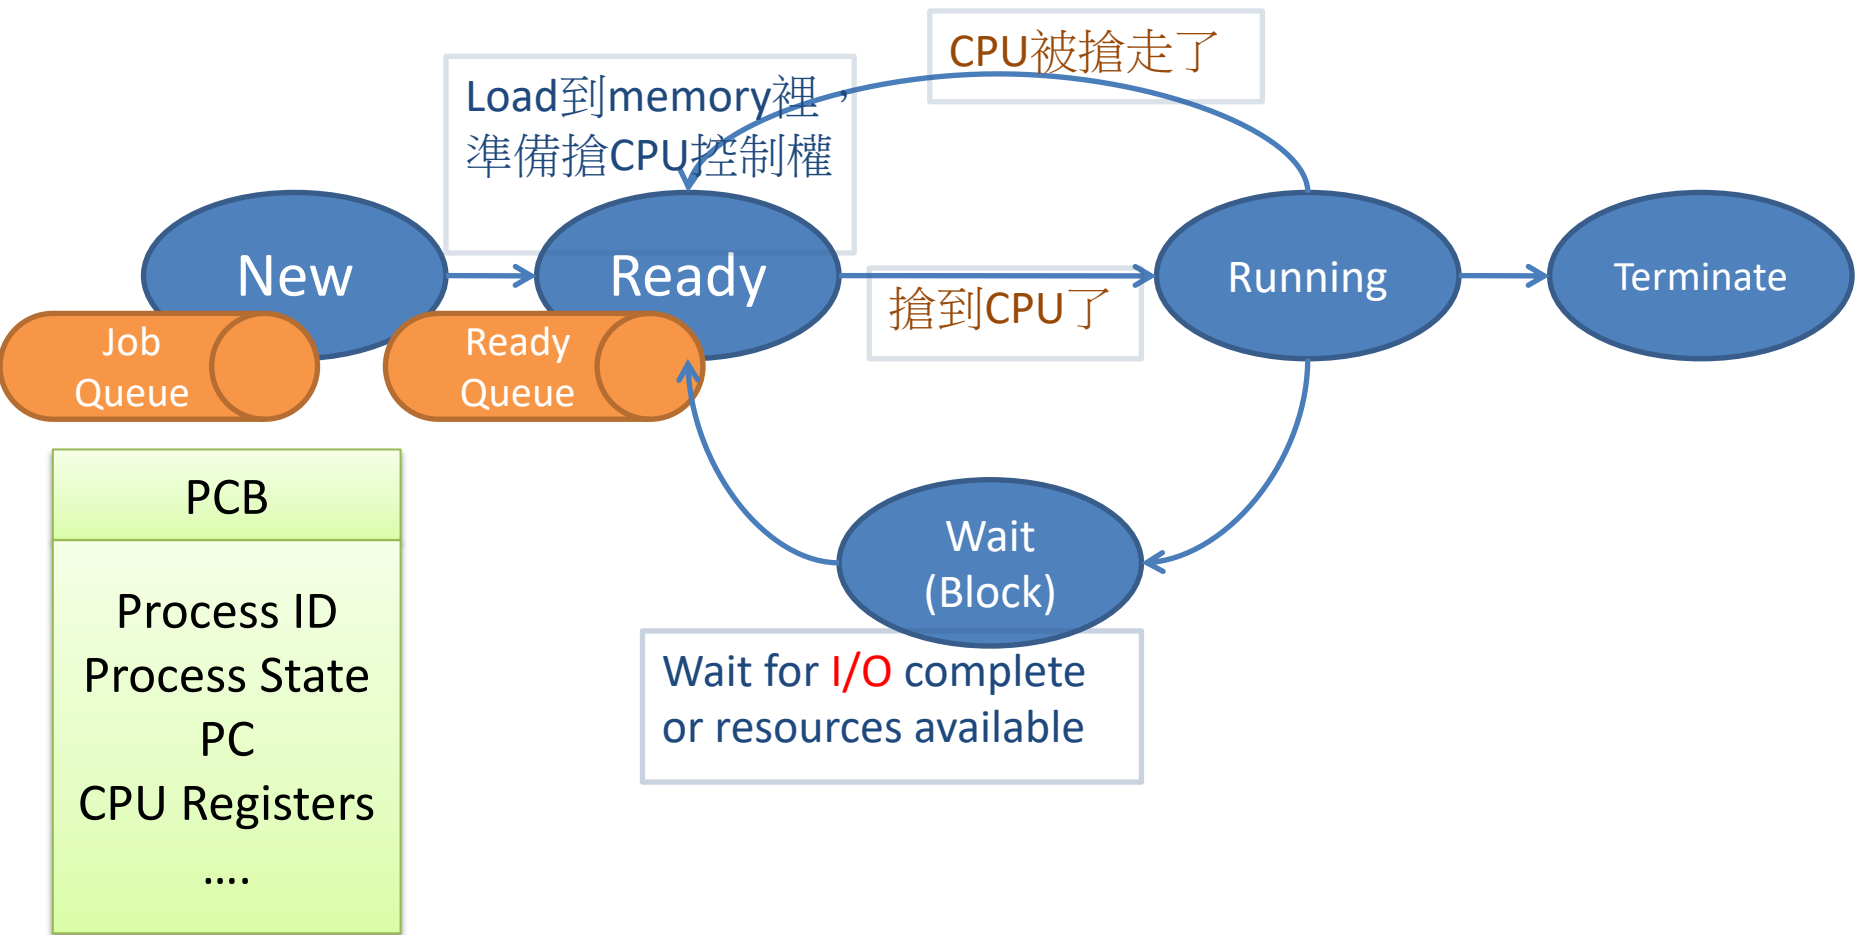 CPU被搶走了
Load到memory裡，
準備搶CPU控制權
New
Ready
搶到CPU了
Running
Terminate
Job
Queue
Ready
Queue
PCB
Process ID
Process State
PC
CPU Registers
....
Wait
(Block)
Wait for I/O complete
or resources available